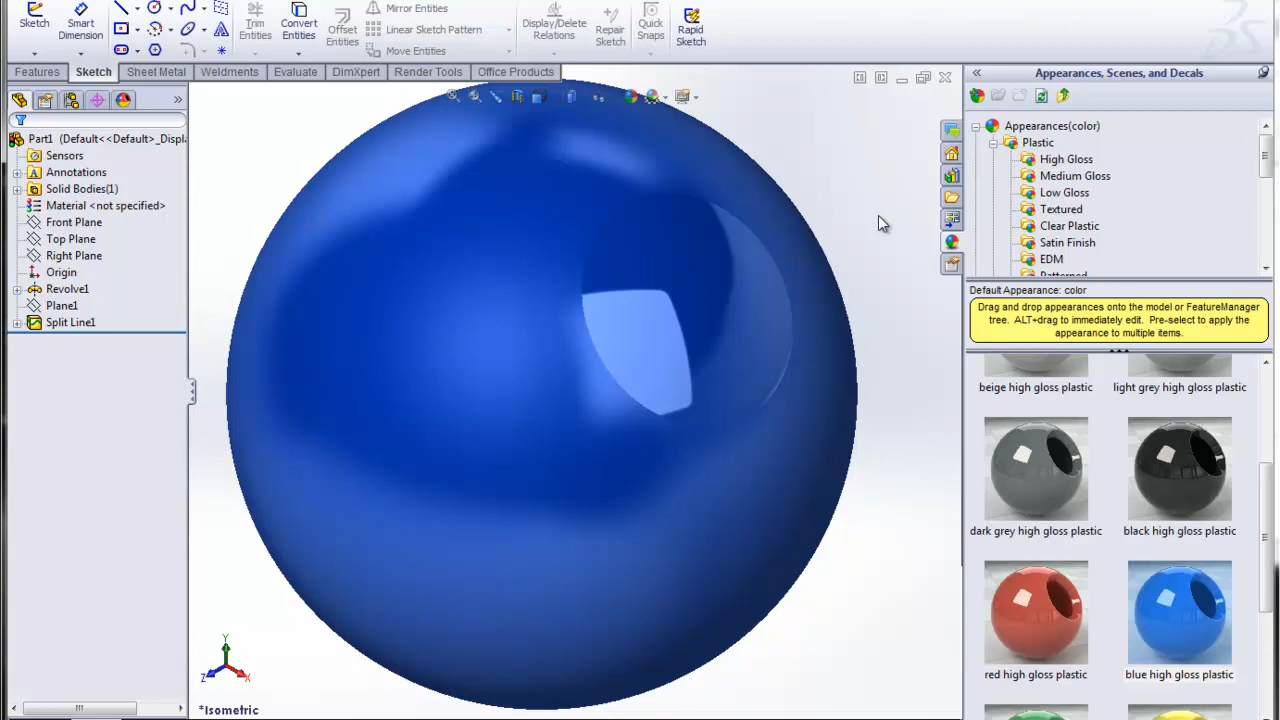 Sketch
Smart
Dimension
Trim
Entities
Convert
Entities
Offset
Entities
Mirror Entities
Linear Sketch Pattern
Move Entities
Display/Delete
Relations
Repair
Sketch
Quick
Snaps
Rapid
Sketch
Features
Sketch
Sheet Metal
Weldments
Evaluate
DimXpert
Render Tools
Office Products
Part1 (Default<<Default>_Displa
Sensors
Annotations
Solid Bodies(1)
Material <not specified>
Front Plane
Top Plane
Right Plane
Origin
Revolve1
Plane1
Split Line1
Y
Z
X
*Isometric
Appearances, Scenes, and Decals
Appearances(color)
Plastic
High Gloss
Medium Gloss
Low Gloss
Textured
Clear Plastic
Satin Finish
EDM
Patterned
Default Appearance: color
Drag and drop appearances onto the model or FeatureManager
tree. ALT+drag to immediately edit. Pre-select to apply the
appearance to multiple items.
beige high gloss plastic
light grey high gloss plastic
dark grey high gloss plastic
black high gloss plastic
red high gloss plastic
blue high gloss plastic